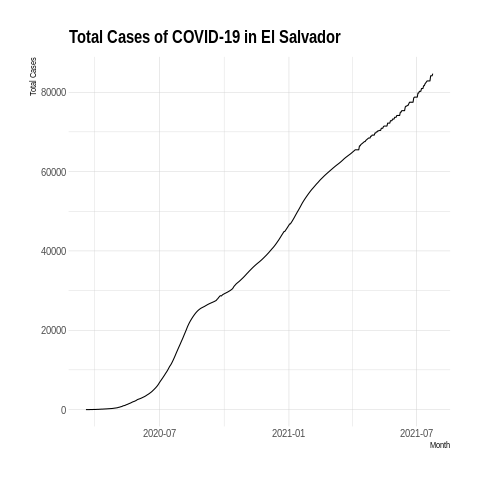 Total Cases of COVID-19 in El Salvador
Total Cases
80000
60000
40000
20000
0
2020-07
2021-01
2021-07
Month